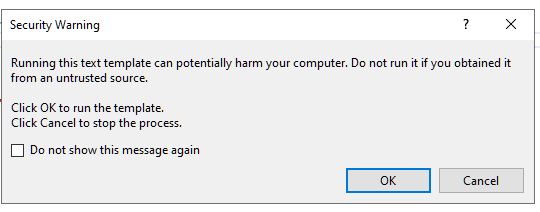 Security Warning
?
Running this text template can potentially harm your computer. Do not run it if you obtained it
from an untrusted source.
Click OK to run the template.
Click Cancel to stop the process.
Do not show this message again
OK Cancel